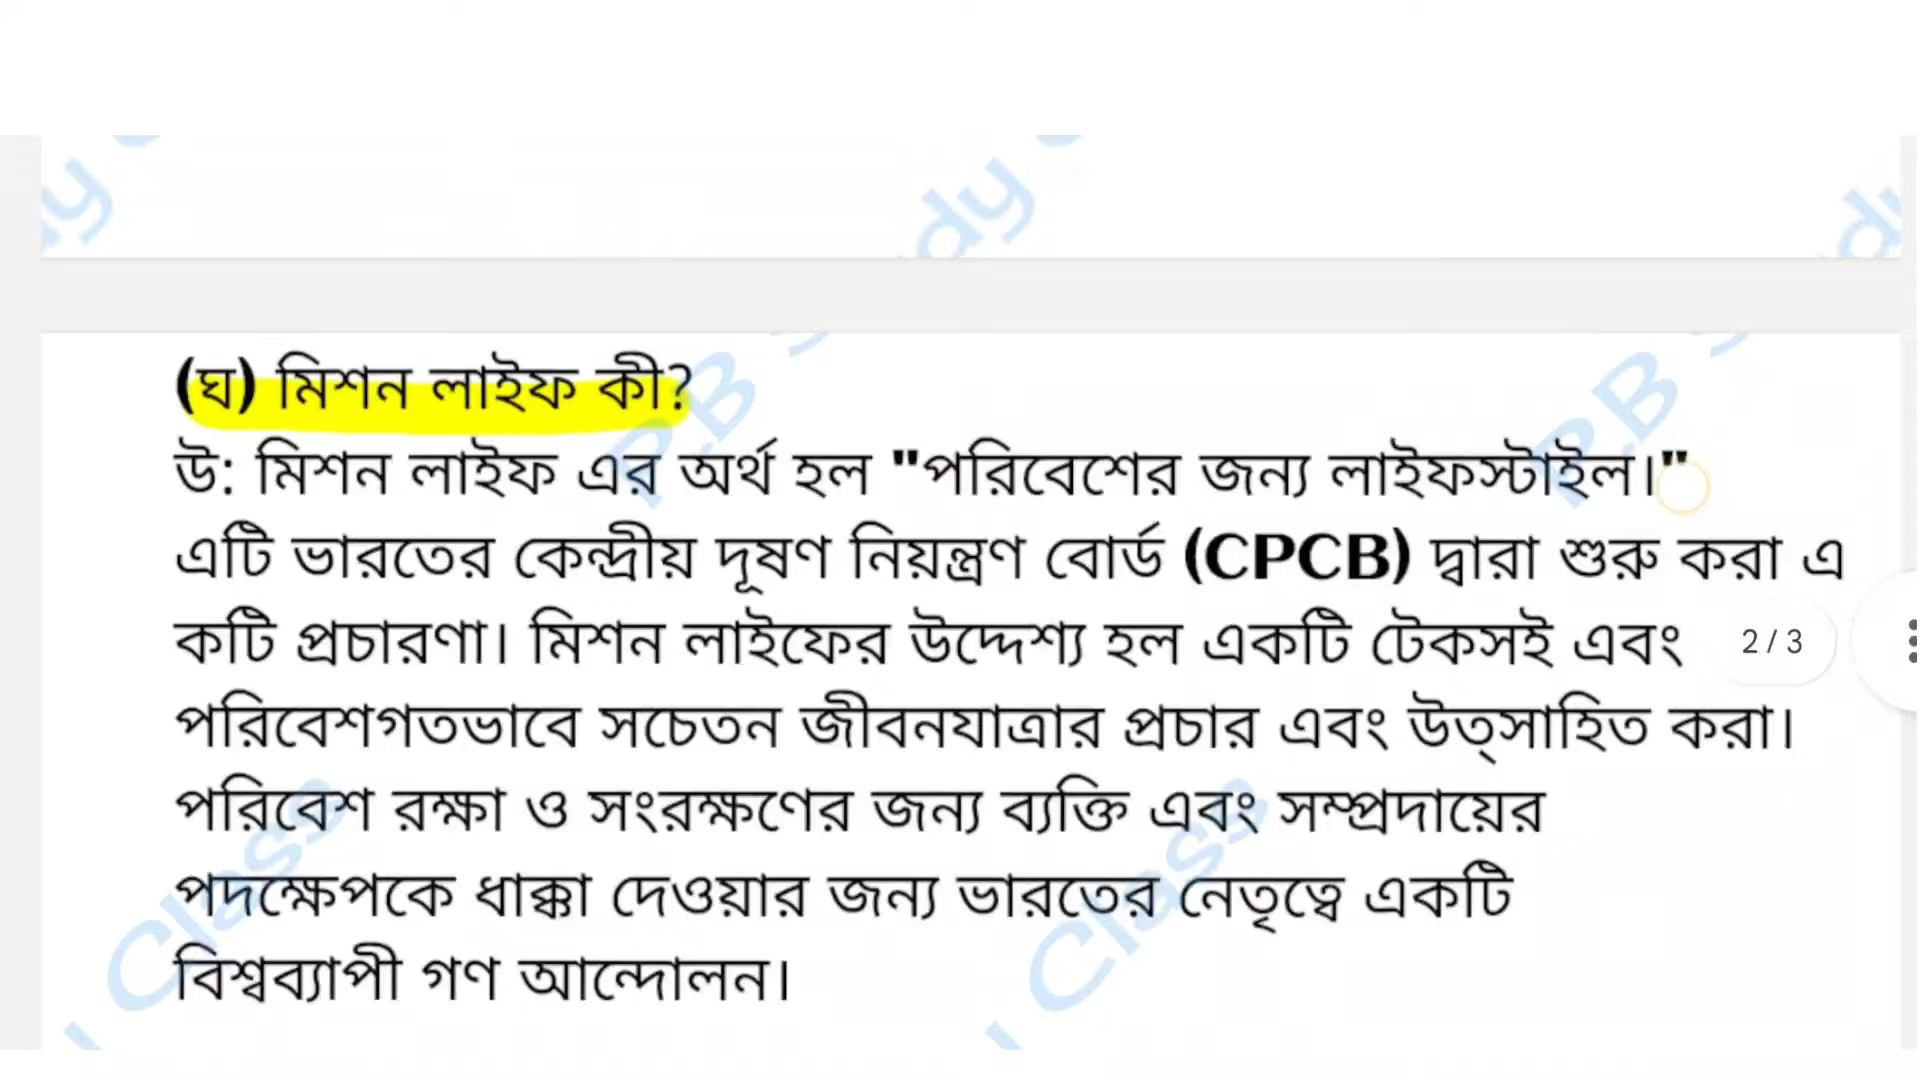 (ঘ) মিশন লাইফ কী?
উ: মিশন লাইফ এর অর্থ হল "পরিবেশের জন্য লাইফস্টাইল।"
এটি ভারতের কেন্দ্রীয় দূষণ নিয়ন্ত্রণ বোর্ড (CPCB) দ্বারা শুরু করা এ
কটি প্রচারণা। মিশন লাইফের উদ্দেশ্য হল একটি টেকসই এবং
2 / 3
পরিবেশগতভাবে সচেতন জীবনযাত্রার প্রচার এবং উত্সাহিত করা।
পরিবেশ রক্ষা ও সংরক্ষণের জন্য ব্যক্তি এবং সম্প্রদায়ের
পদক্ষেপকে ধাক্কা দেওয়ার জন্য ভারতের নেতৃত্বে একটি
বিশ্বব্যাপী গণ আন্দোলন।
P.B
P.B
Class
Class